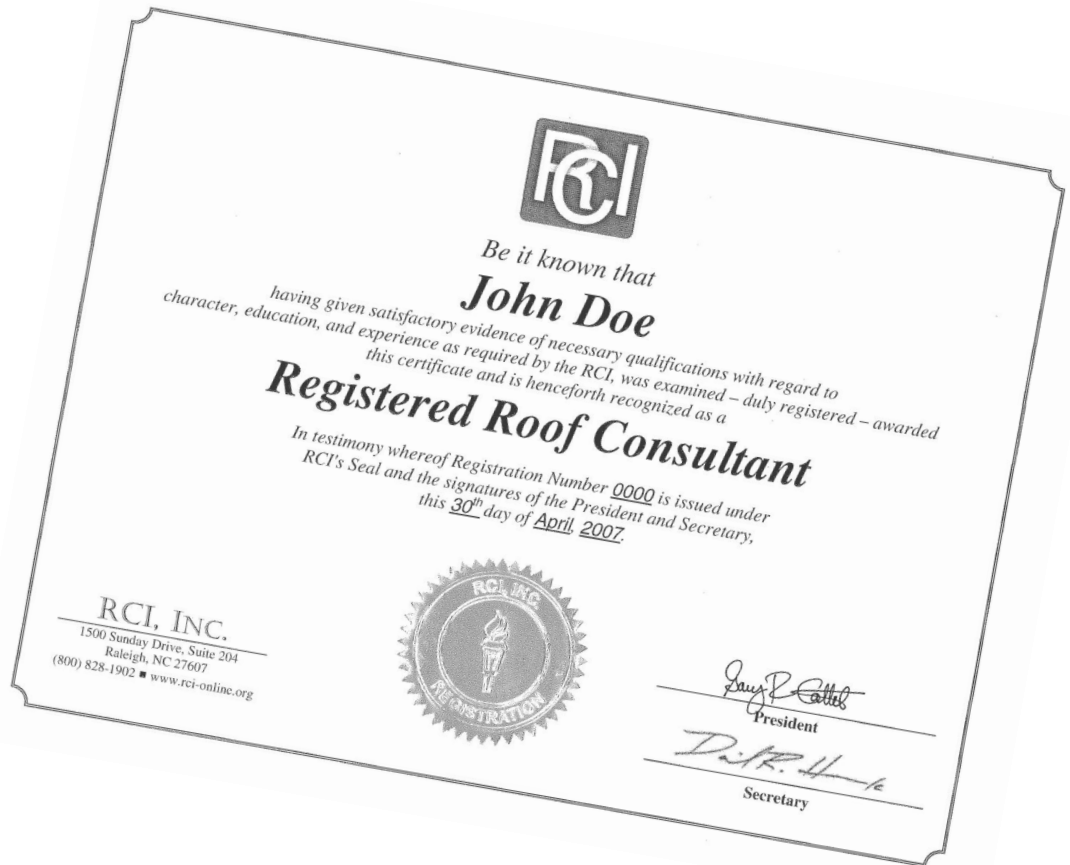 RCI
Be it known that
John Doe
having given satisfactory evidence of necessary qualifications with regard to
character, education, and experience as required by the RCI, was examined – duly registered – awarded
this certificate and is henceforth recognized as a
Registered Roof Consultant
In testimony whereof Registration Number 0000 is issued under
RCI's Seal and the signatures of the President and Secretary,
this 30th day of April, 2007.
RCI, INC.
REGISTRATION
RCI, INC.
1500 Sunday Drive, Suite 204
Raleigh, NC 27607
(800) 828-1902 ■ www.rci-online.org
President
Secretary